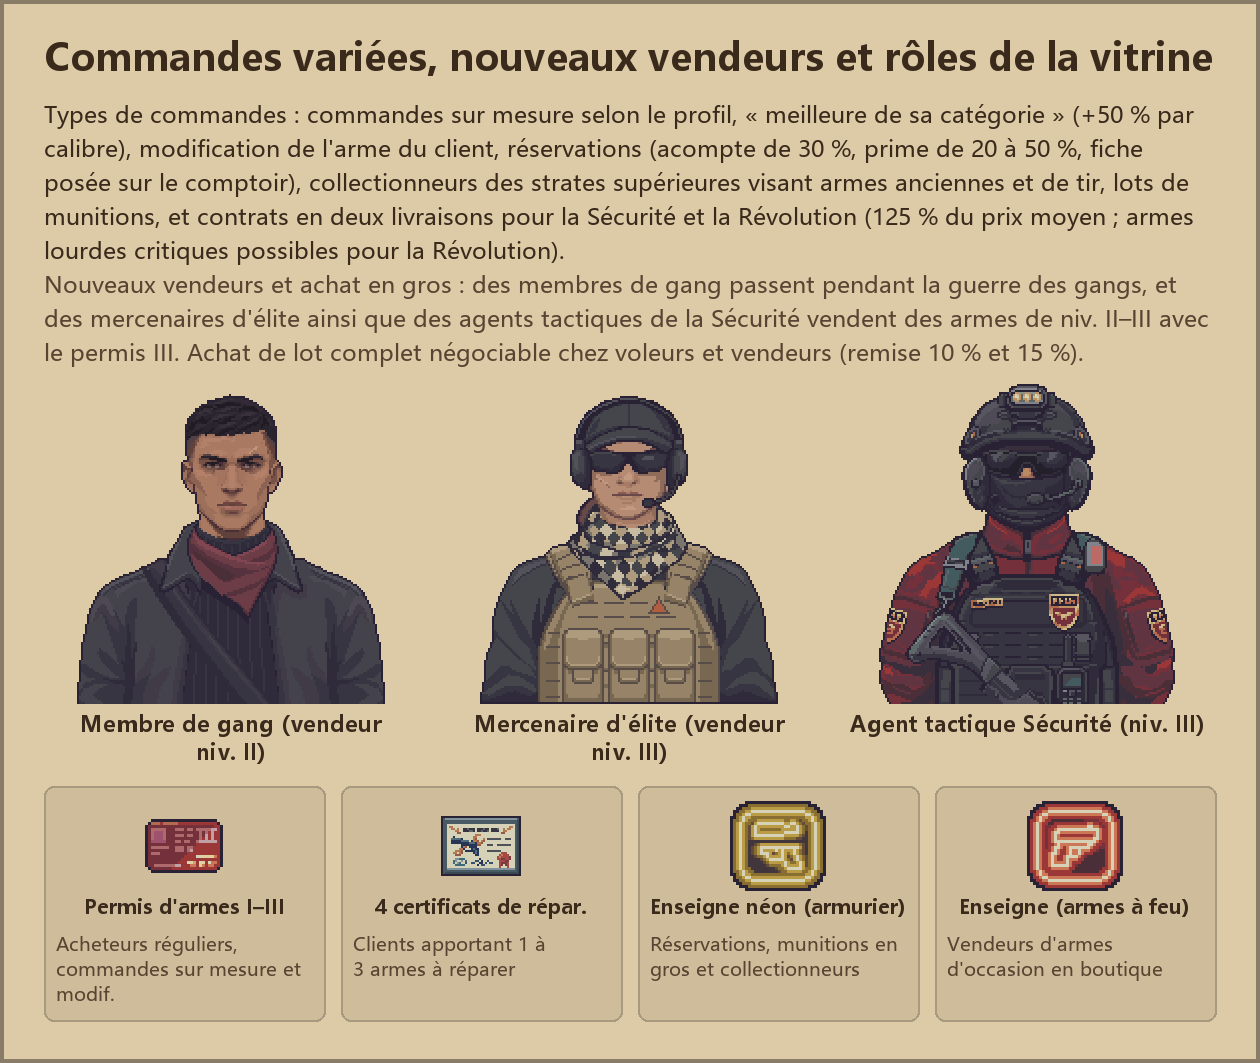 Commandes variées, nouveaux vendeurs et rôles de la vitrine
Types de commandes : commandes sur mesure selon le profil, « meilleure de sa catégorie » (+50 % par
calibre), modification de l'arme du client, réservations (acompte de 30 %, prime de 20 à 50 %, fiche
posée sur le comptoir), collectionneurs des strates supérieures visant armes anciennes et de tir, lots de
munitions, et contrats en deux livraisons pour la Sécurité et la Révolution (125 % du prix moyen ; armes
lourdes critiques possibles pour la Révolution).
Nouveaux vendeurs et achat en gros : des membres de gang passent pendant la guerre des gangs, et
des mercenaires d'élite ainsi que des agents tactiques de la Sécurité vendent des armes de niv. II–III avec
le permis III. Achat de lot complet négociable chez voleurs et vendeurs (remise 10 % et 15 %).
Membre de gang (vendeur
niv. II)
Mercenaire d'élite (vendeur
niv. III)
Agent tactique Sécurité (niv. III)
Permis d'armes I–III
Acheteurs réguliers,
commandes sur mesure et
modif.
4 certificats de répar.
Clients apportant 1 à
3 armes à réparer
Enseigne néon (armurier)
Réservations, munitions en
gros et collectionneurs
Enseigne (armes à feu)
Vendeurs d'armes
d'occasion en boutique